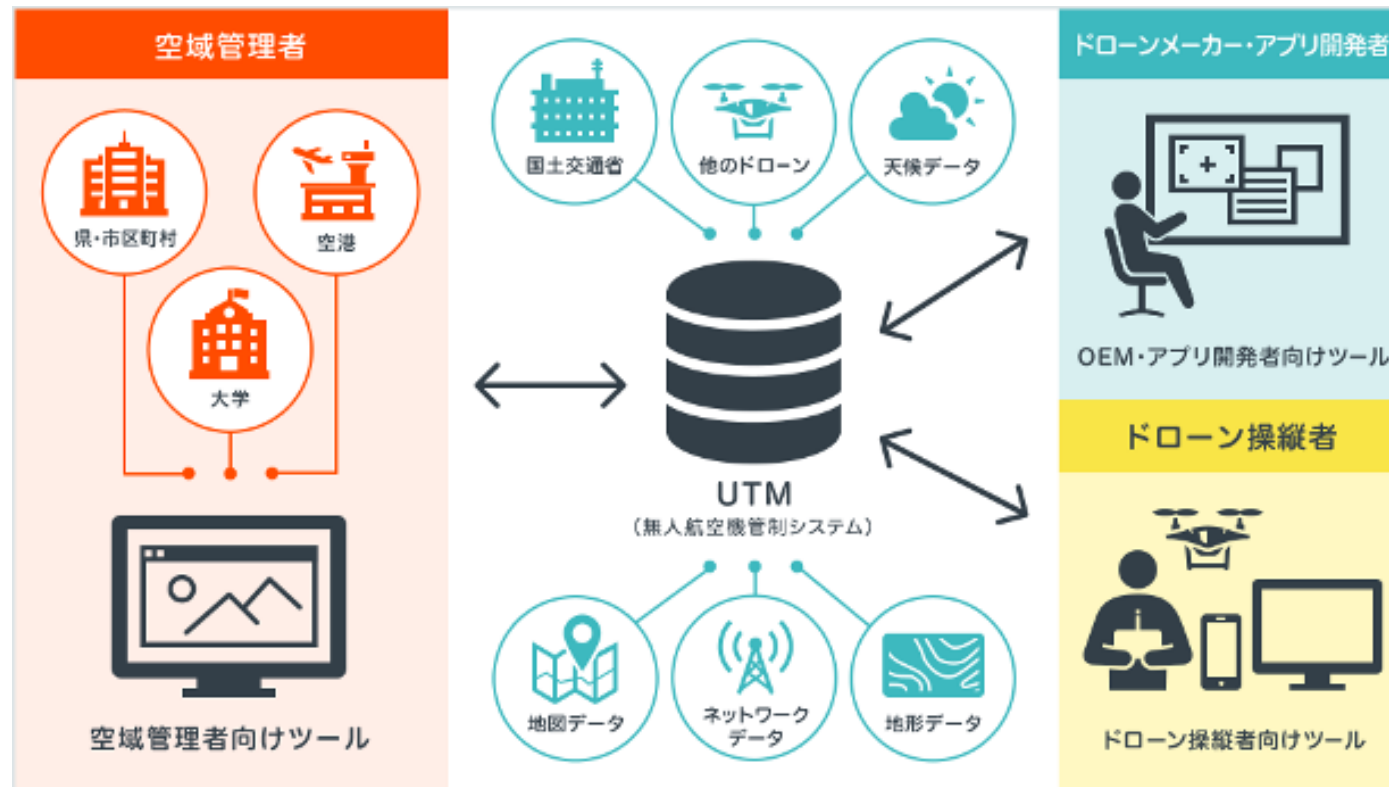 空域管理者
県・市区町村
空港
大学
空域管理者向けツール
国土交通省
他のドローン
天候データ
UTM
(無人航空機管制システム)
地図データ
ネットワーク
データ
地形データ
ドローンメーカー・アプリ開発者
OEM・アプリ開発者向けツール
ドローン操縦者
ドローン操縦者向けツール